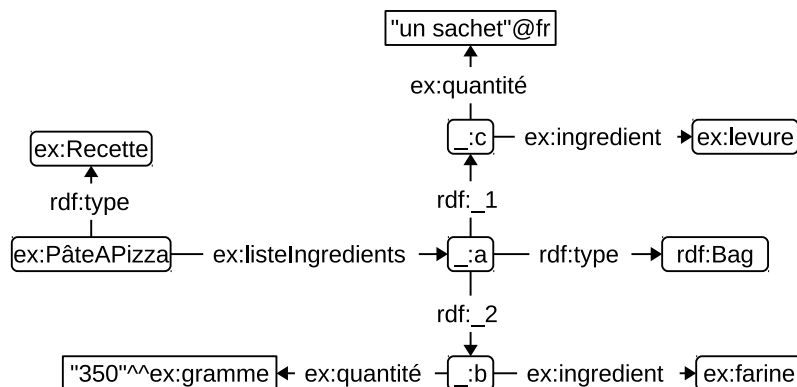 "un sachet"@fr
ex:quantité
_:c ex:ingredient ex:levure
ex:Recette
rdf:type
rdf:_1
ex:PâteAPizza ex:listeIngredients _:a rdf:type rdf:Bag
rdf:_2
"350"^^ex:gramme ex:quantité _:b ex:ingredient ex:farine